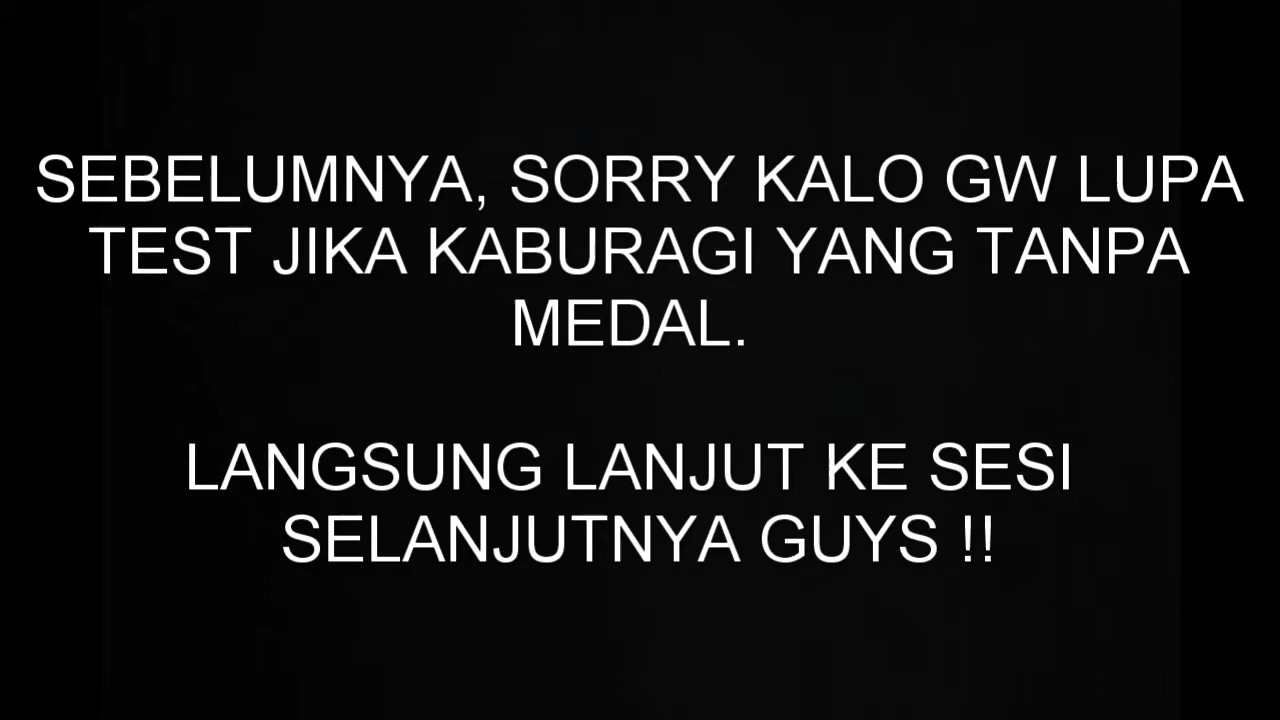 SEBELUMNYA, SORRY KALO GW LUPA
TEST JIKA KABURAGI YANG TANPA
MEDAL.
LANGSUNG LANJUT KE SESI
SELANJUTNYA GUYS !!